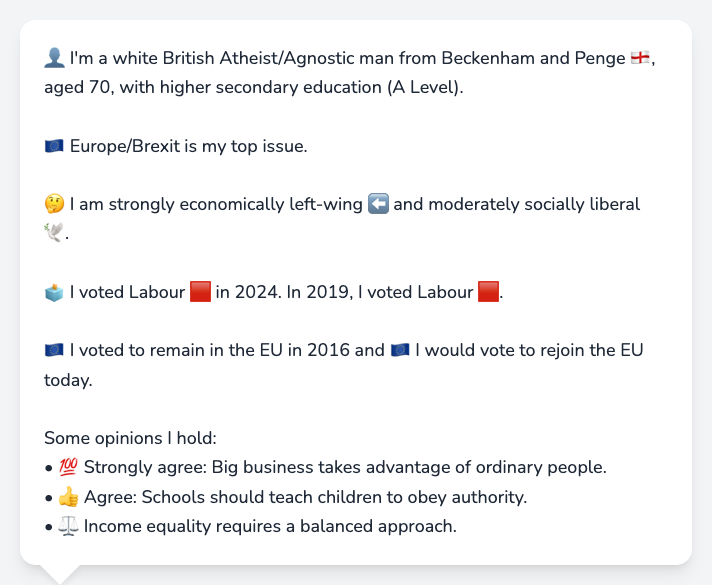 👤 I'm a white British Atheist/Agnostic man from Beckenham and Penge 🏴󠁧󠁢󠁥󠁮󠁧󠁿,
aged 70, with higher secondary education (A Level).
🇪🇺 Europe/Brexit is my top issue.
🤔 I am strongly economically left-wing ⬅️ and moderately socially liberal
🕊️.
🗳️ I voted Labour 🟥 in 2024. In 2019, I voted Labour 🟥.
🇪🇺 I voted to remain in the EU in 2016 and 🇪🇺 I would vote to rejoin the EU
today.
Some opinions I hold:
• 💯 Strongly agree: Big business takes advantage of ordinary people.
• 👍 Agree: Schools should teach children to obey authority.
• ⚖️ Income equality requires a balanced approach.